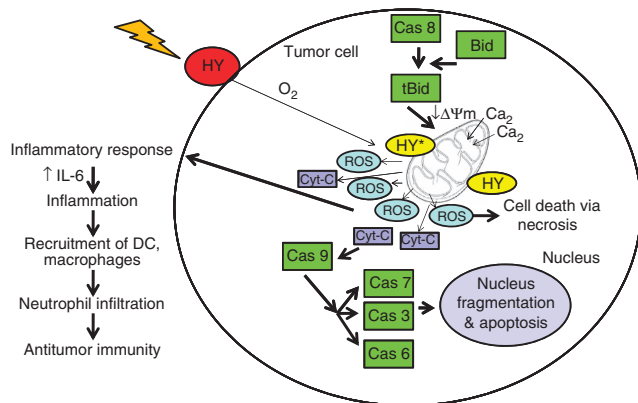 Tumor cell
Cas 8
Bid
HY
O2
tBid
↓ΔΨm
Ca2
Ca2
HY*
ROS
Cyt-C
ROS
HY
ROS
ROS
Cell death via
necrosis
Cyt-C
Cyt-C
Cas 9
Nucleus
Cas 7
Cas 3
Cas 6
Nucleus
fragmentation
& apoptosis
Inflammatory response
↑ IL-6
Inflammation
Recruitment of DC,
macrophages
Neutrophil infiltration
Antitumor immunity